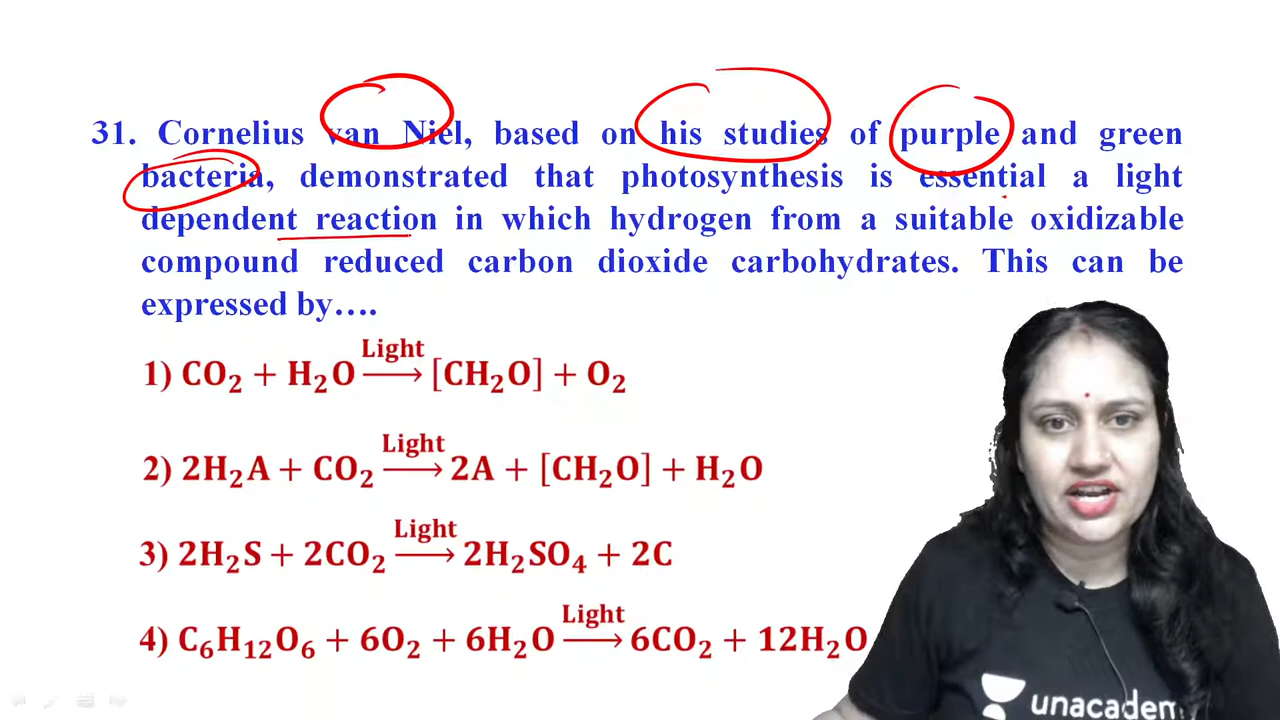 31. Cornelius van Niel, based on his studies of purple and green
bacteria, demonstrated that photosynthesis is essential a light
dependent reaction in which hydrogen from a suitable oxidizable
compound reduced carbon dioxide carbohydrates. This can be
expressed by….
1) CO₂ + H₂O —Light→ [CH₂O] + O₂
2) 2H₂A + CO₂ —Light→ 2A + [CH₂O] + H₂O
3) 2H₂S + 2CO₂ —Light→ 2H₂SO₄ + 2C
4) C₆H₁₂O₆ + 6O₂ + 6H₂O —Light→ 6CO₂ + 12H₂O
unacadem